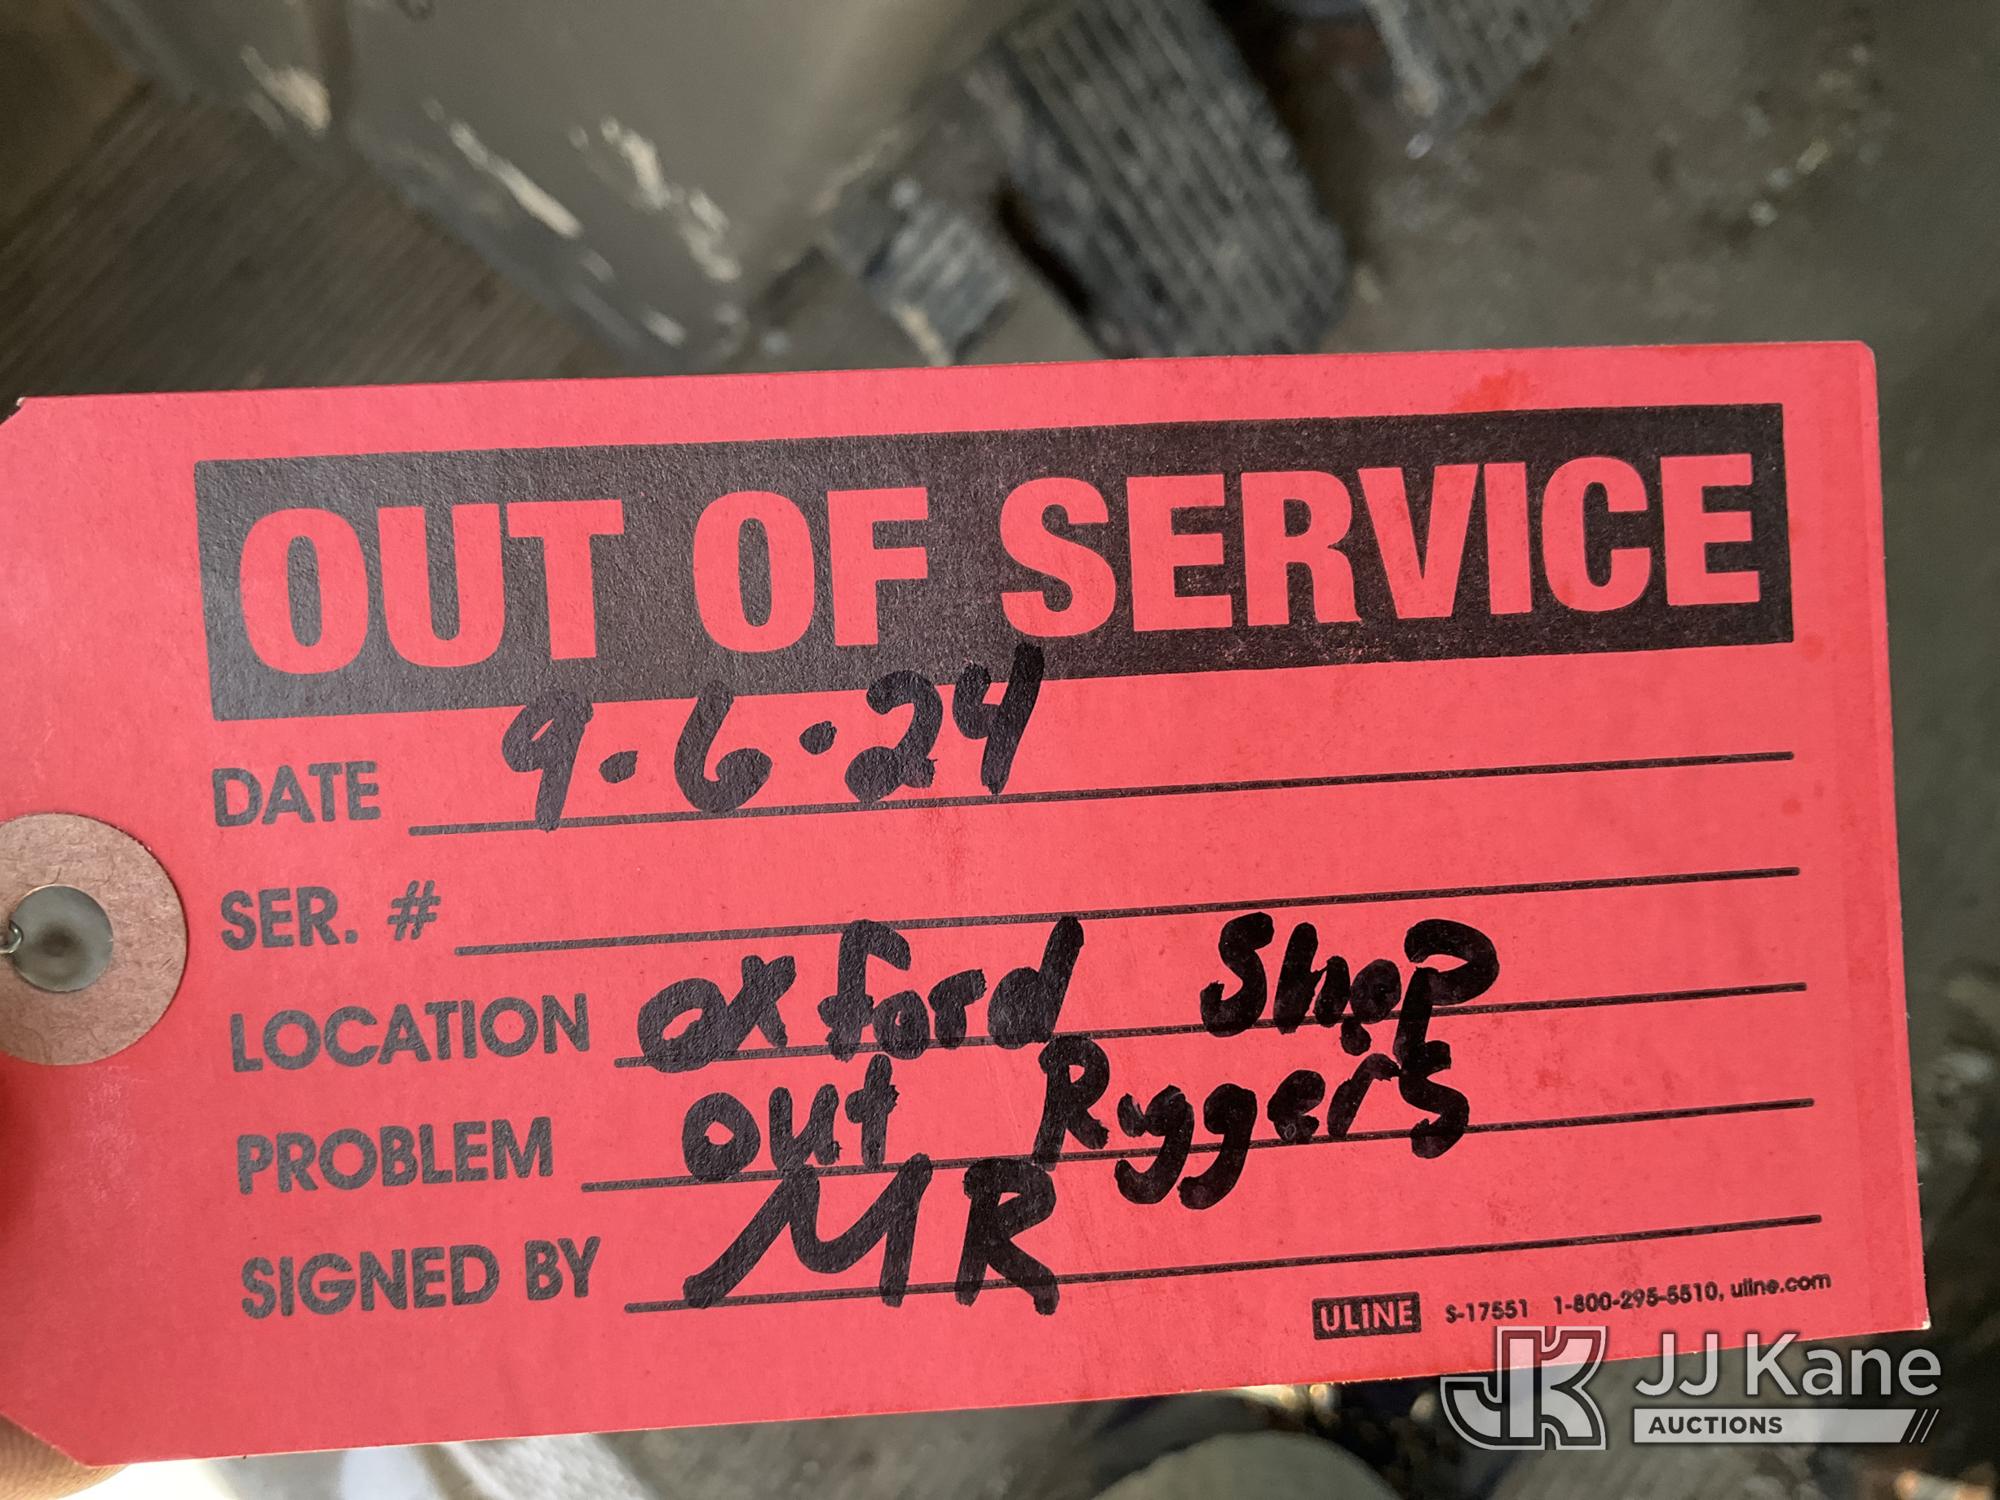 OUT OF SERVICE
DATE 9.6.24
SER. #
LOCATION oxford Shop
PROBLEM out Ryggers
SIGNED BY MR
ULINE S-17551 1-800-295-5510, uline.com
JK JJ Kane
AUCTIONS